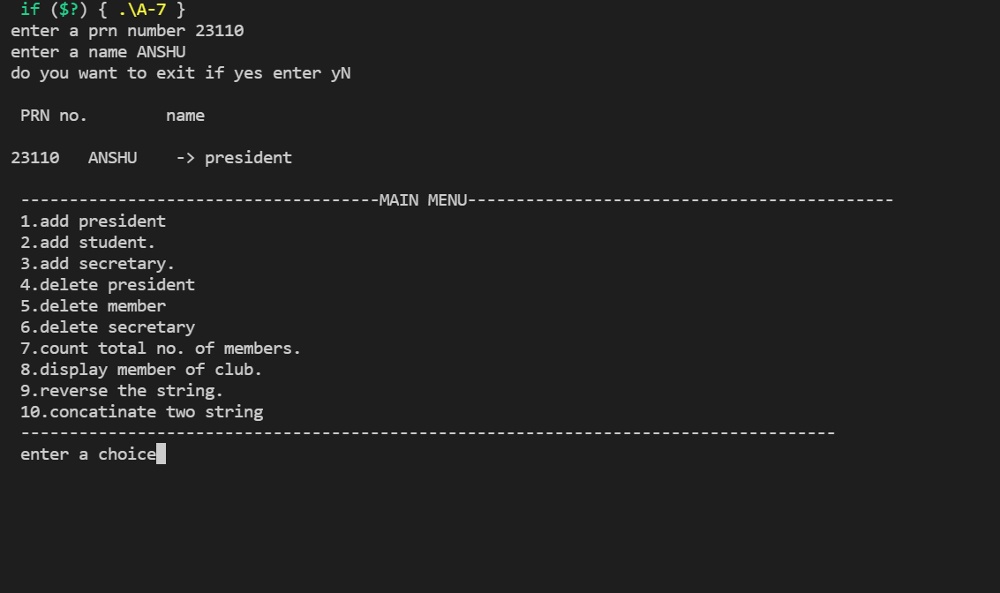 if ($?) { .\A-7 }
enter a prn number 23110
enter a name ANSHU
do you want to exit if yes enter yN
PRN no. name
23110 ANSHU -> president
-------------------------------------MAIN MENU--------------------------------------------
1.add president
2.add student.
3.add secretary.
4.delete president
5.delete member
6.delete secretary
7.count total no. of members.
8.display member of club.
9.reverse the string.
10.concatinate two string
------------------------------------------------------------------------------------
enter a choice